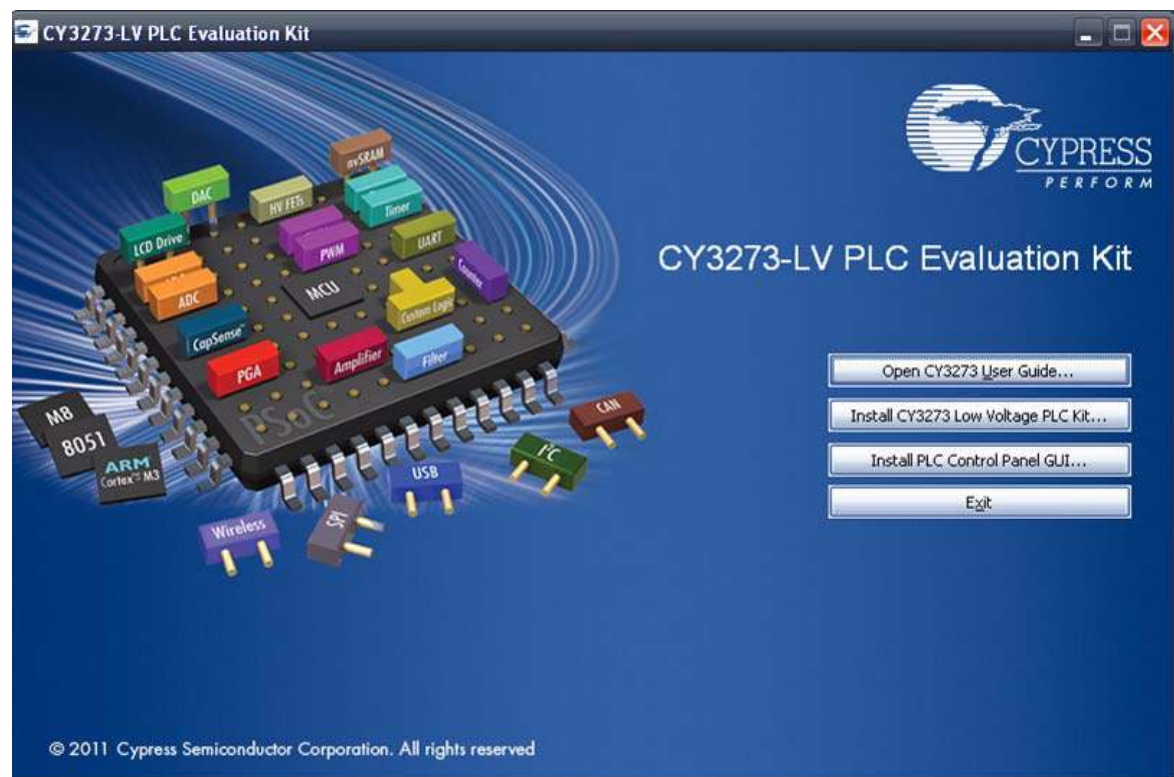 CY3273-LV PLC Evaluation Kit
CYPRESS
PERFORM
CY3273-LV PLC Evaluation Kit
nvSRAM
DAC
HV FETs
Timer
LCD Drive
PWM
UART
Counter
ADC
MCU
Custom Logic
CapSense™
PGA
Amplifier
Filter
PSoC
M8
8051
ARM
Cortex™ M3
CAN
I²C
USB
SPI
Wireless
Open CY3273 User Guide...
Install CY3273 Low Voltage PLC Kit...
Install PLC Control Panel GUI...
Exit
© 2011 Cypress Semiconductor Corporation. All rights reserved